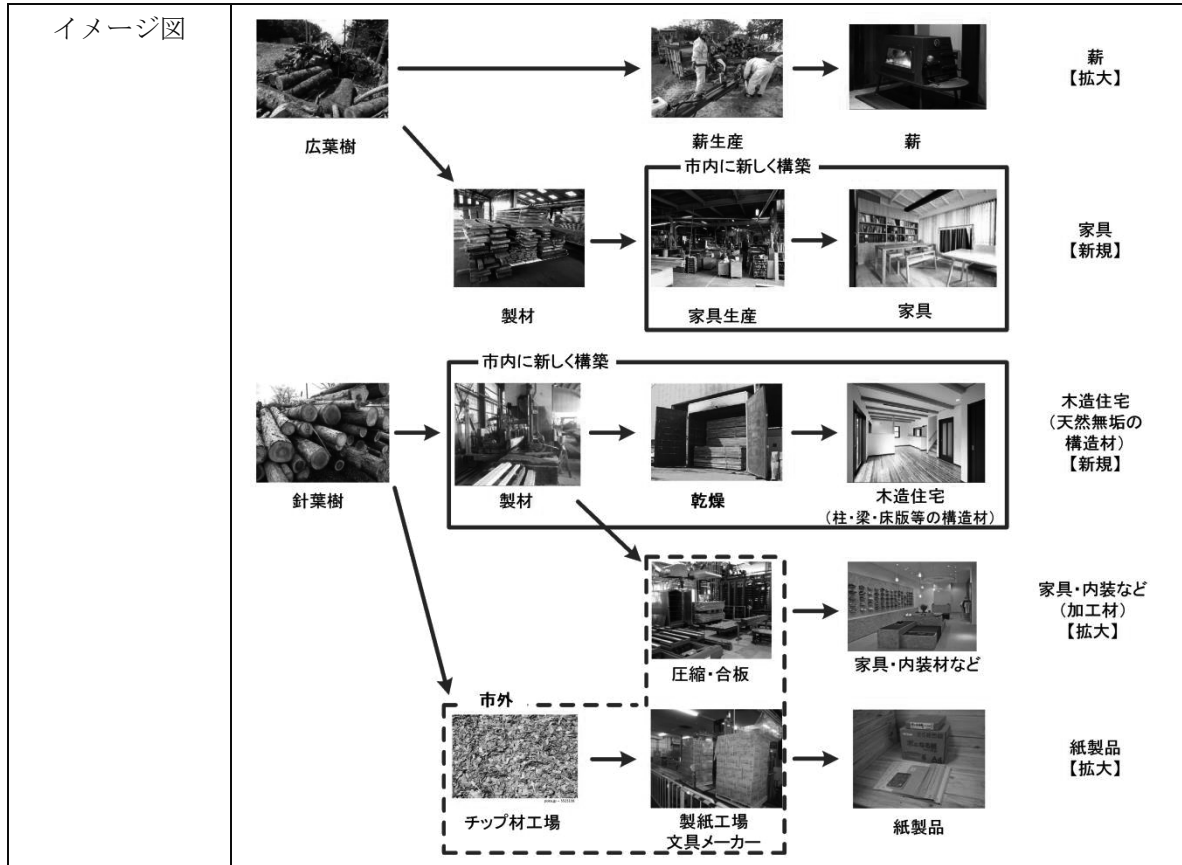 イメージ図
広葉樹
薪生産
薪
薪
【拡大】
市内に新しく構築
製材
家具生産
家具
家具
【新規】
市内に新しく構築
針葉樹
製材
乾燥
木造住宅
(柱・梁・床版等の構造材)
木造住宅
(天然無垢の
構造材)
【新規】
圧縮・合板
家具・内装材など
家具・内装など
(加工材)
【拡大】
市外
チップ材工場
製紙工場
文具メーカー
紙製品
紙製品
【拡大】